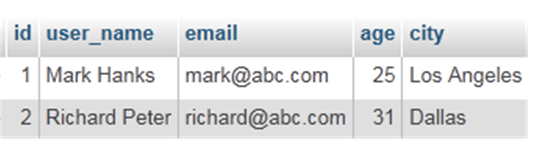 id user_name email age city
1 Mark Hanks mark@abc.com 25 Los Angeles
2 Richard Peter richard@abc.com 31 Dallas